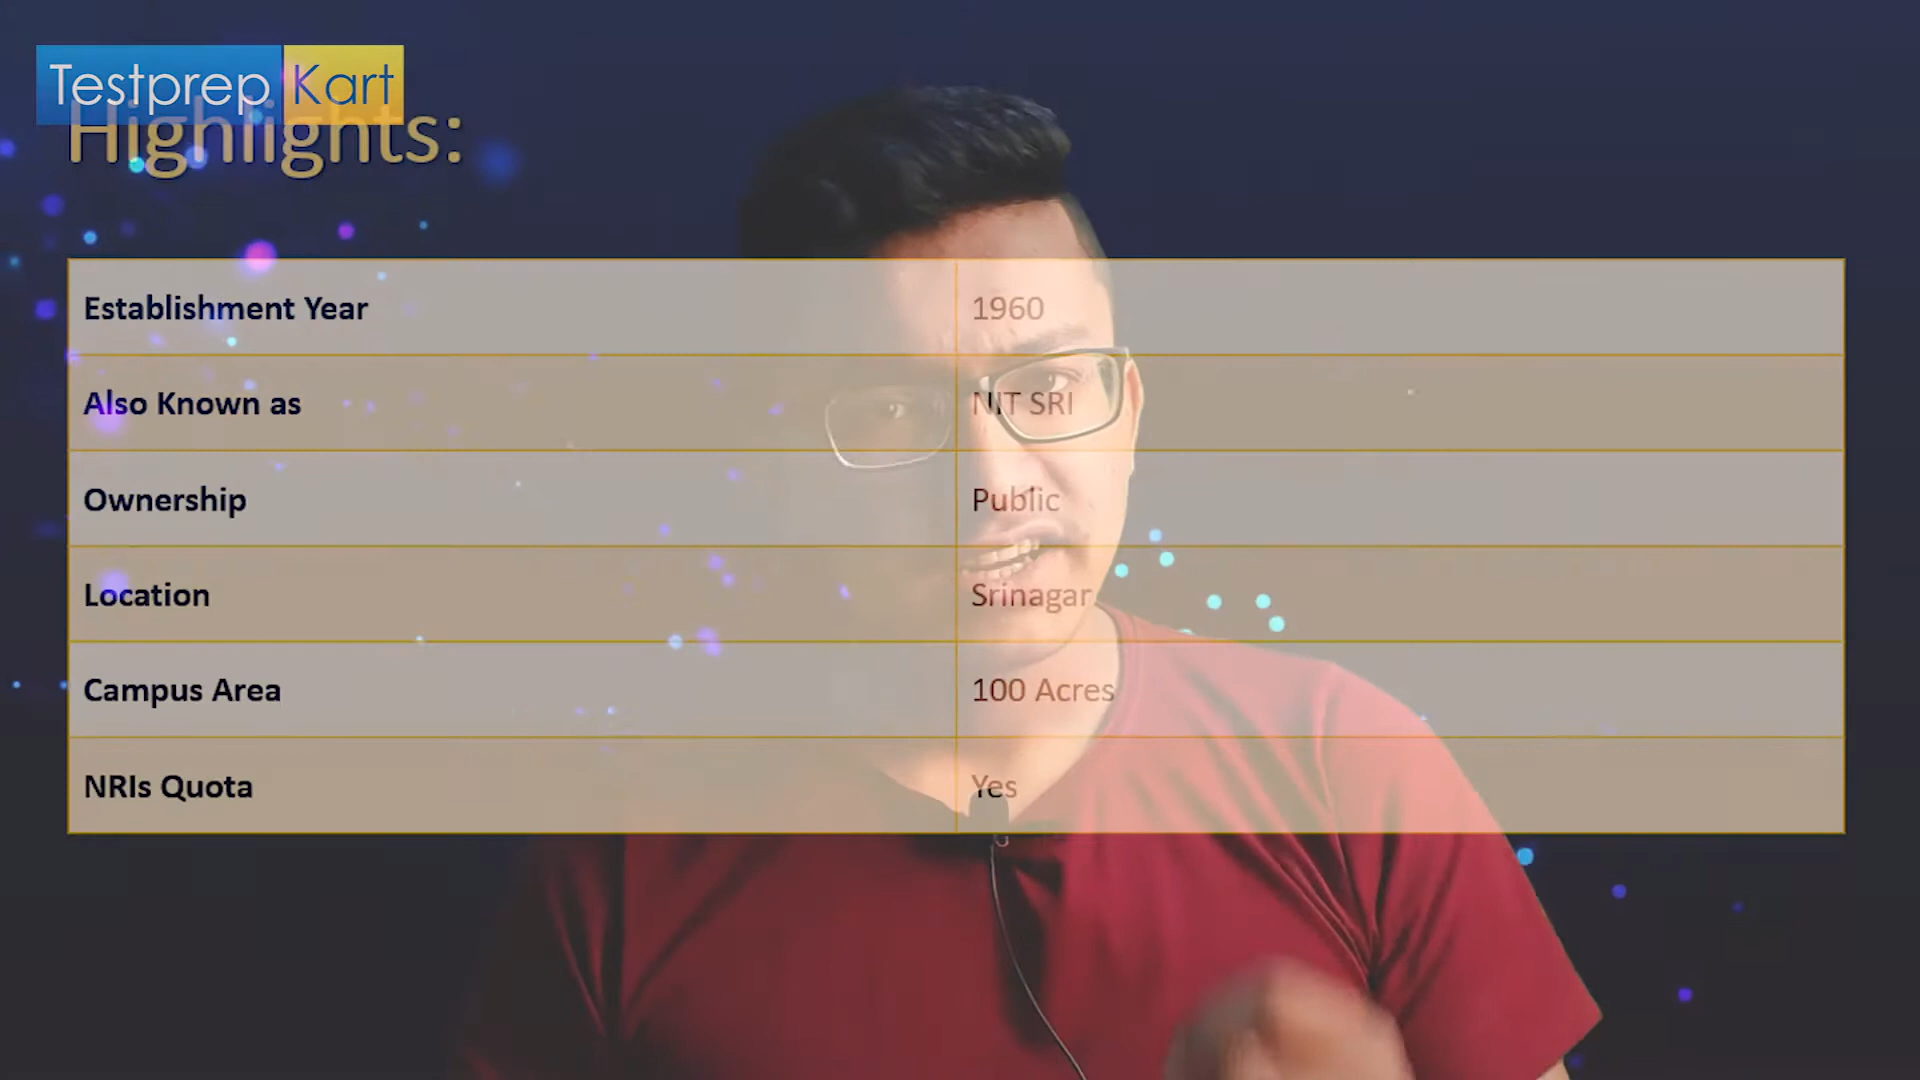 Testprep Kart
Highlights:
Establishment Year 1960
Also Known as NIT SRI
Ownership Public
Location Srinagar
Campus Area 100 Acres
NRIs Quota Yes